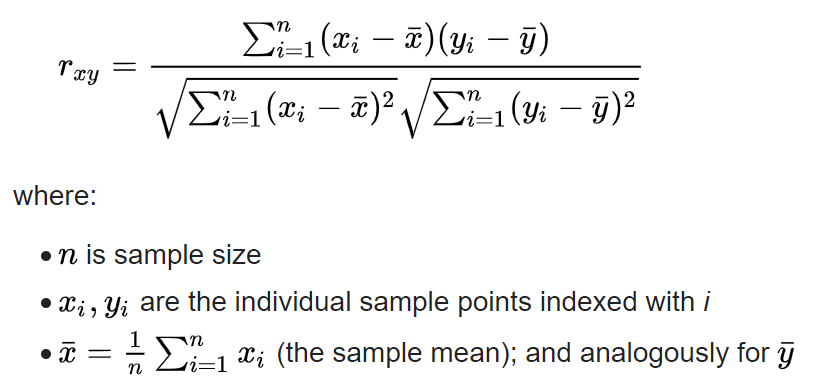 r_{xy} = \frac{\sum_{i=1}^{n} (x_i - \bar{x})(y_i - \bar{y})}{\sqrt{\sum_{i=1}^{n} (x_i - \bar{x})^2} \sqrt{\sum_{i=1}^{n} (y_i - \bar{y})^2}}
where:
• n is sample size
• x_i, y_i are the individual sample points indexed with i
• \bar{x} = \frac{1}{n} \sum_{i=1}^{n} x_i (the sample mean); and analogously for \bar{y}